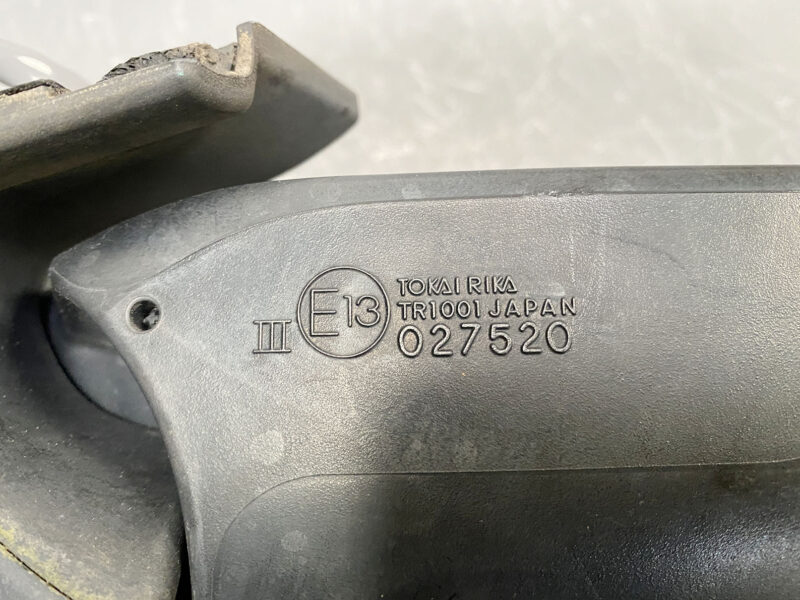 TOKAI RIKA
TR1001 JAPAN
III E13 027520